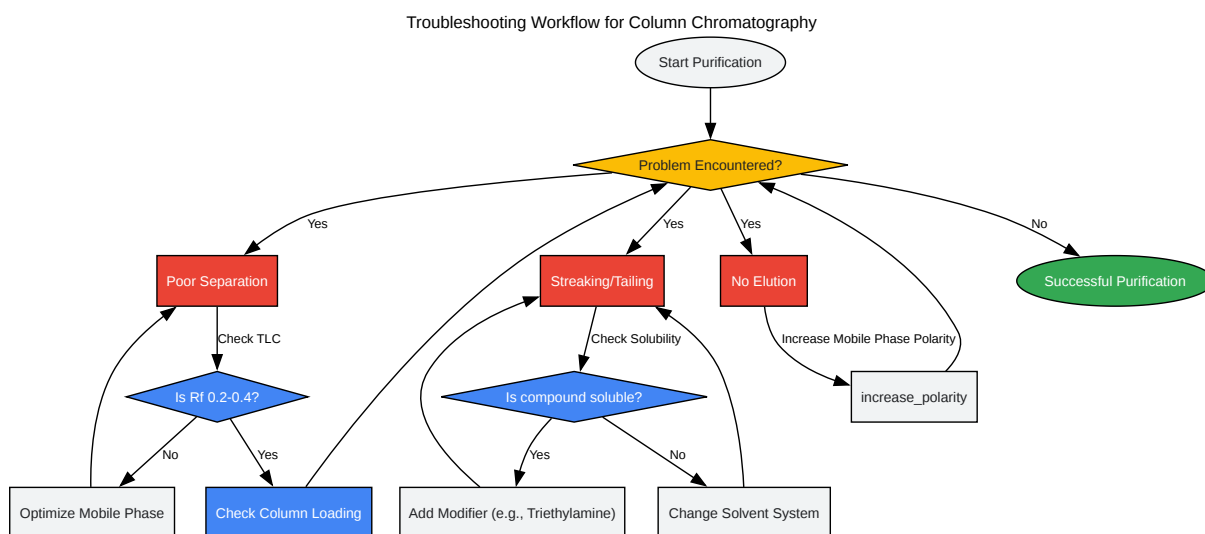 Troubleshooting Workflow for Column Chromatography
Start Purification
Problem Encountered?
Yes
Yes
Yes
No
Poor Separation
Streaking/Tailing
No Elution
Successful Purification
Check TLC
Check Solubility
Increase Mobile Phase Polarity
Is Rf 0.2-0.4?
Is compound soluble?
increase_polarity
No
Yes
Yes
No
Optimize Mobile Phase
Check Column Loading
Add Modifier (e.g., Triethylamine)
Change Solvent System